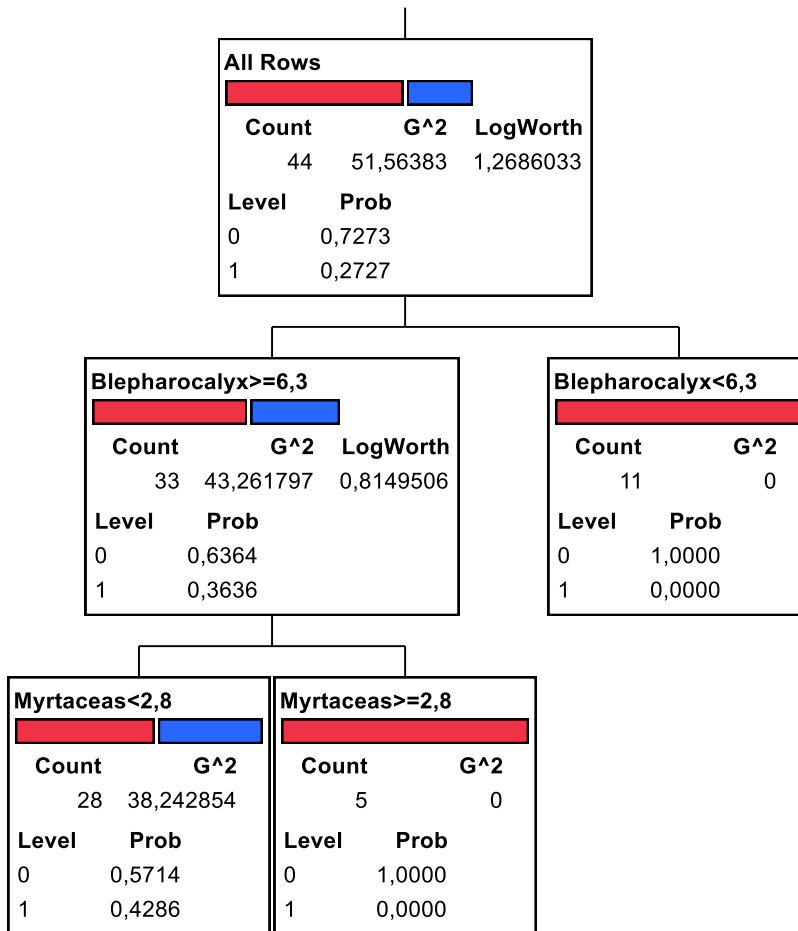 All Rows
Count G^2 LogWorth
44 51,56383 1,2686033
Level Prob
0 0,7273
1 0,2727
Blepharocalyx>=6,3
Count G^2 LogWorth
33 43,261797 0,8149506
Level Prob
0 0,6364
1 0,3636
Blepharocalyx<6,3
Count G^2
11 0
Level Prob
0 1,0000
1 0,0000
Myrtaceas<2,8
Count G^2
28 38,242854
Level Prob
0 0,5714
1 0,4286
Myrtaceas>=2,8
Count G^2
5 0
Level Prob
0 1,0000
1 0,0000